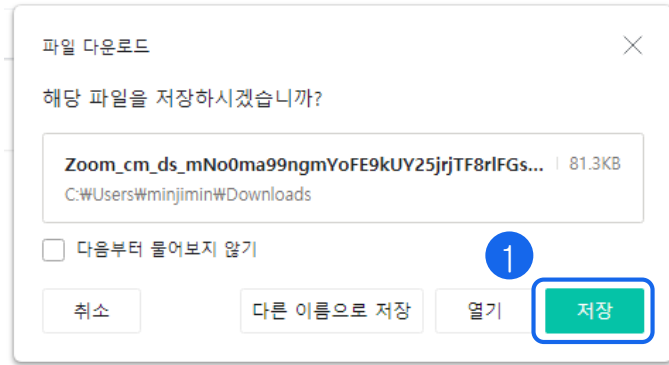 파일 다운로드
해당 파일을 저장하시겠습니까?
Zoom_cm_ds_mNo0ma99ngmYoFE9kUY25jrjTF8rlFGs... 81.3KB
C:₩Users₩minjimin₩Downloads
다음부터 물어보지 않기
1
취소 다른 이름으로 저장 열기 저장